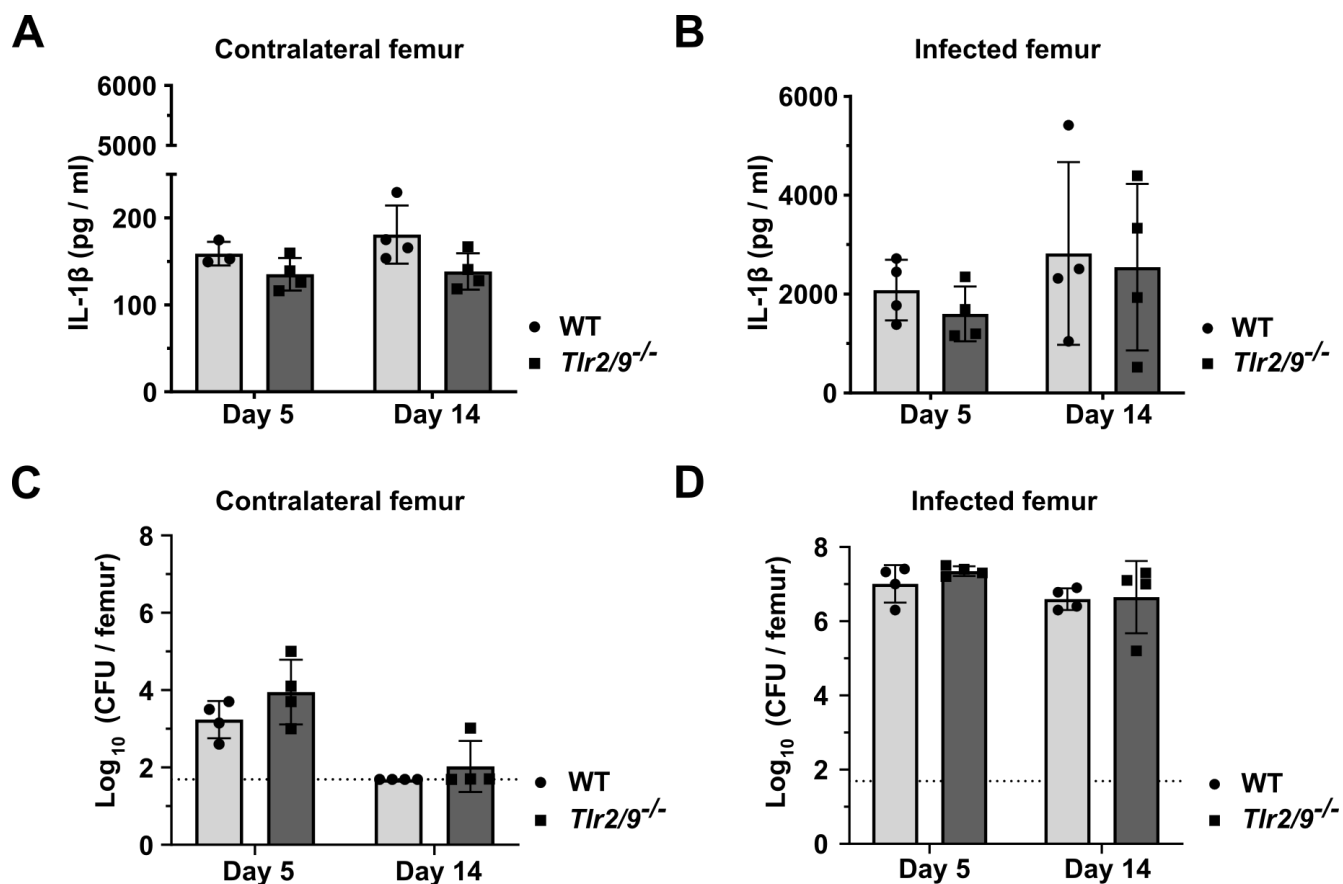 A
Contralateral femur
IL-1β (pg / ml)
6000
5000
200
100
0
Day 5
Day 14
WT
Tlr2/9-/-
B
Infected femur
IL-1β (pg / ml)
6000
4000
2000
0
Day 5
Day 14
WT
Tlr2/9-/-
C
Contralateral femur
Log10 (CFU / femur)
8
6
4
2
0
Day 5
Day 14
WT
Tlr2/9-/-
D
Infected femur
Log10 (CFU / femur)
8
6
4
2
0
Day 5
Day 14
WT
Tlr2/9-/-